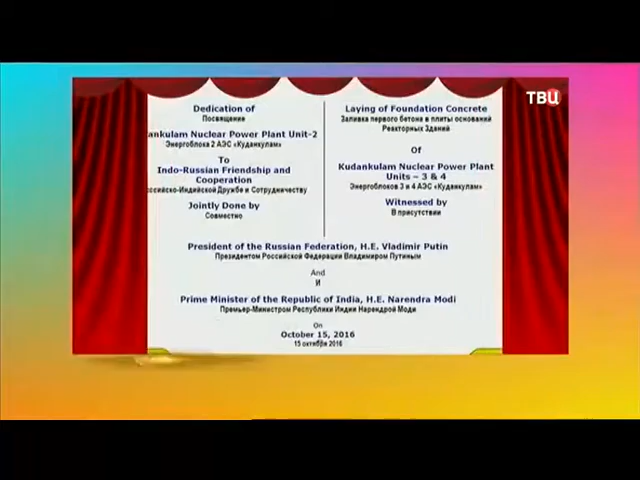 ТВЦ
Dedication of
Посвящение
ankulam Nuclear Power Plant Unit-2
Энергоблока 2 АЭС «Куданкулам»
To
Indo-Russian Friendship and
Cooperation
ссийско-Индийской Дружбе и Сотрудничеству
Jointly Done by
Совместно
Laying of Foundation Concrete
Заливка первого бетона в плиты оснований
Реакторных Зданий
Of
Kudankulam Nuclear Power Plant
Units – 3 & 4
Энергоблоков 3 и 4 АЭС «Куданкулам»
Witnessed by
В присутствии
President of the Russian Federation, H.E. Vladimir Putin
Президентом Российской Федерации Владимиром Путиным
And
И
Prime Minister of the Republic of India, H.E. Narendra Modi
Премьер-Министром Республики Индии Нарендрой Моди
On
October 15, 2016
15 октября 2016